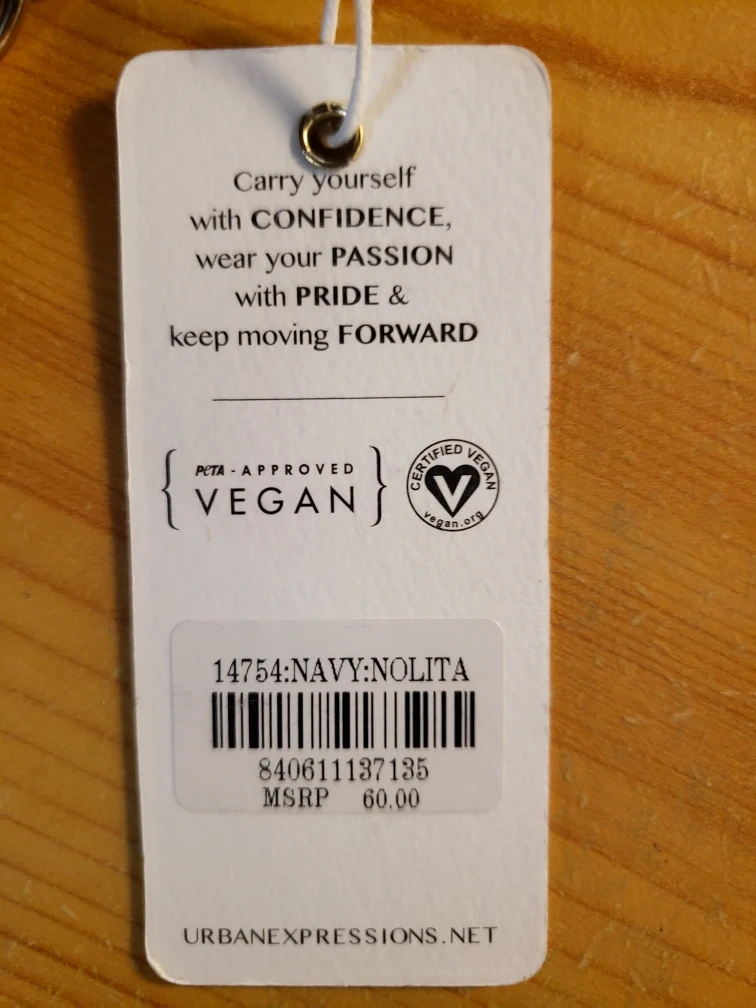 Carry yourself
with CONFIDENCE,
wear your PASSION
with PRIDE &
keep moving FORWARD
PETA - APPROVED
VEGAN
CERTIFIED VEGAN
V
vegan.org
14754:NAVY:NOLITA
840611137135
MSRP 60.00
URBANEXPRESSIONS.NET